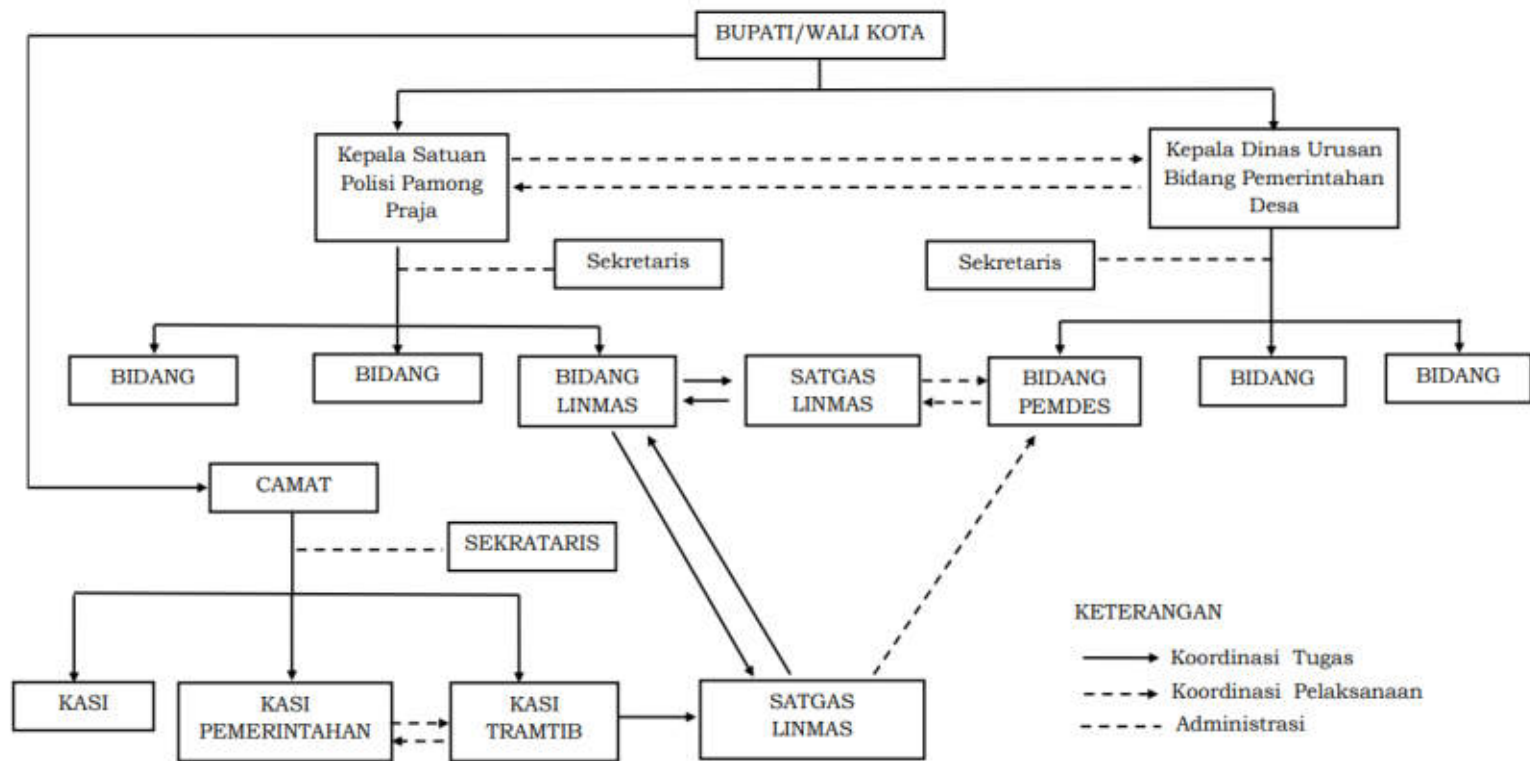 BUPATI/WALI KOTA
Kepala Satuan
Polisi Pamong
Praja
Kepala Dinas Urusan
Bidang Pemerintahan
Desa
Sekretaris
Sekretaris
BIDANG
BIDANG
BIDANG
LINMAS
SATGAS
LINMAS
BIDANG
PEMDES
BIDANG
BIDANG
CAMAT
SEKRATARIS
KASI
KASI
PEMERINTAHAN
KASI
TRAMTIB
SATGAS
LINMAS
KETERANGAN
Koordinasi Tugas
Koordinasi Pelaksanaan
Administrasi